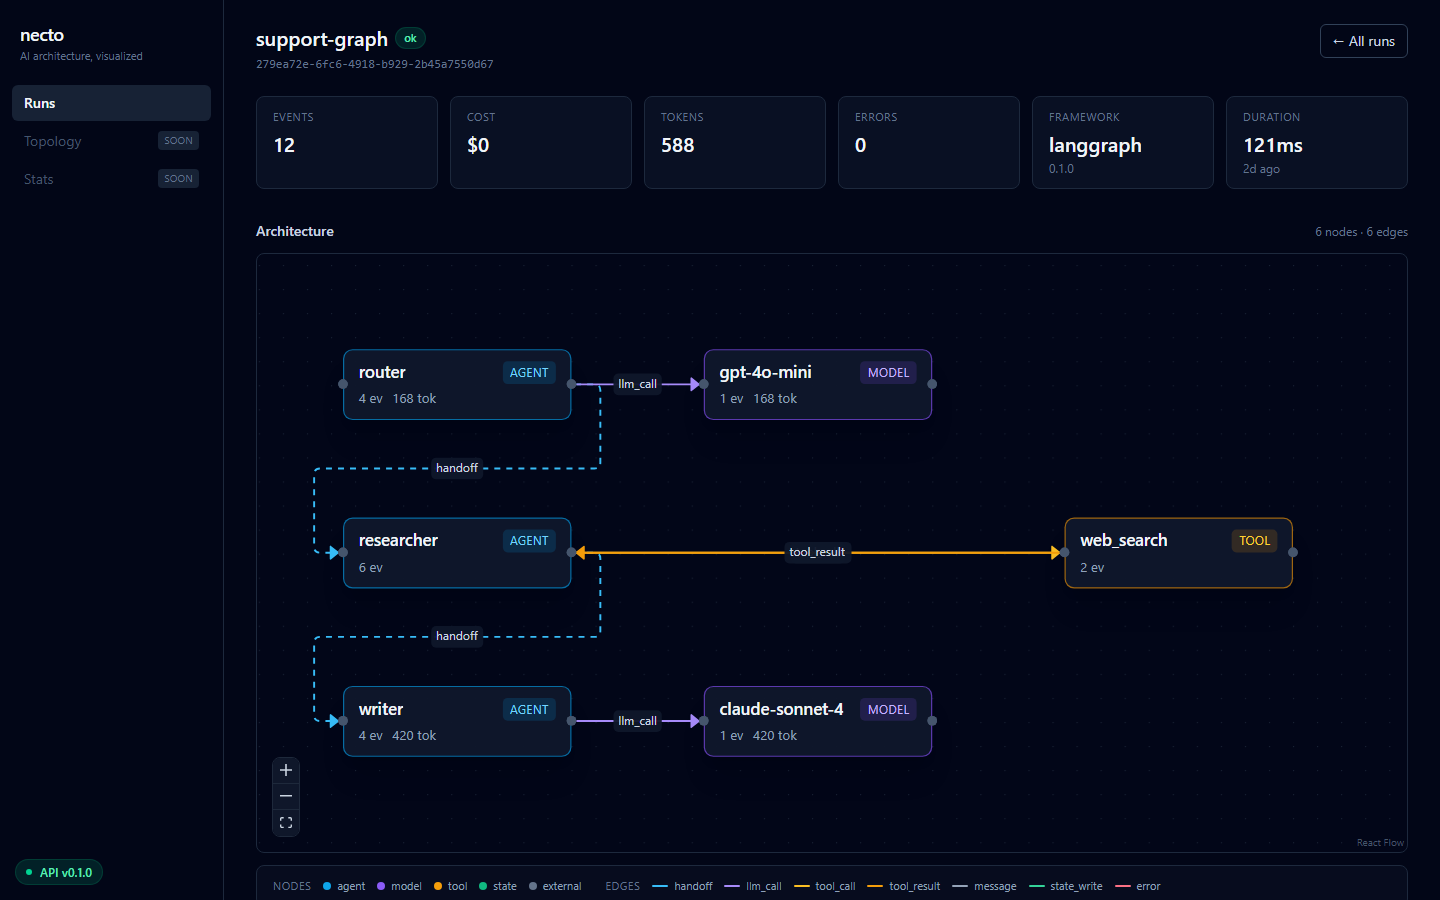 necto
AI architecture, visualized
Runs
Topology SOON
Stats SOON
API v0.1.0
support-graph ok
279ea72e-6fc6-4918-b929-2b45a7550d67
← All runs
EVENTS
12
COST
$0
TOKENS
588
ERRORS
0
FRAMEWORK
langgraph
0.1.0
DURATION
121ms
2d ago
Architecture
6 nodes · 6 edges
router AGENT
4 ev 168 tok
llm_call
gpt-4o-mini MODEL
1 ev 168 tok
handoff
researcher AGENT
6 ev
tool_result
web_search TOOL
2 ev
handoff
writer AGENT
4 ev 420 tok
llm_call
claude-sonnet-4 MODEL
1 ev 420 tok
React Flow
NODES agent model tool state external EDGES handoff llm_call tool_call tool_result message state_write error